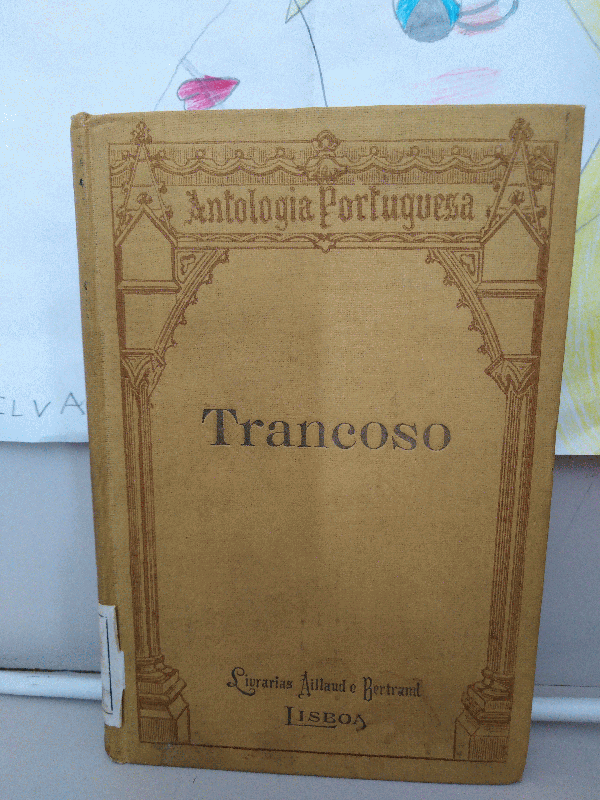 Antologia Portuguesa
Trancoso
Livrarias Aillaud e Bertrand
LISBOA